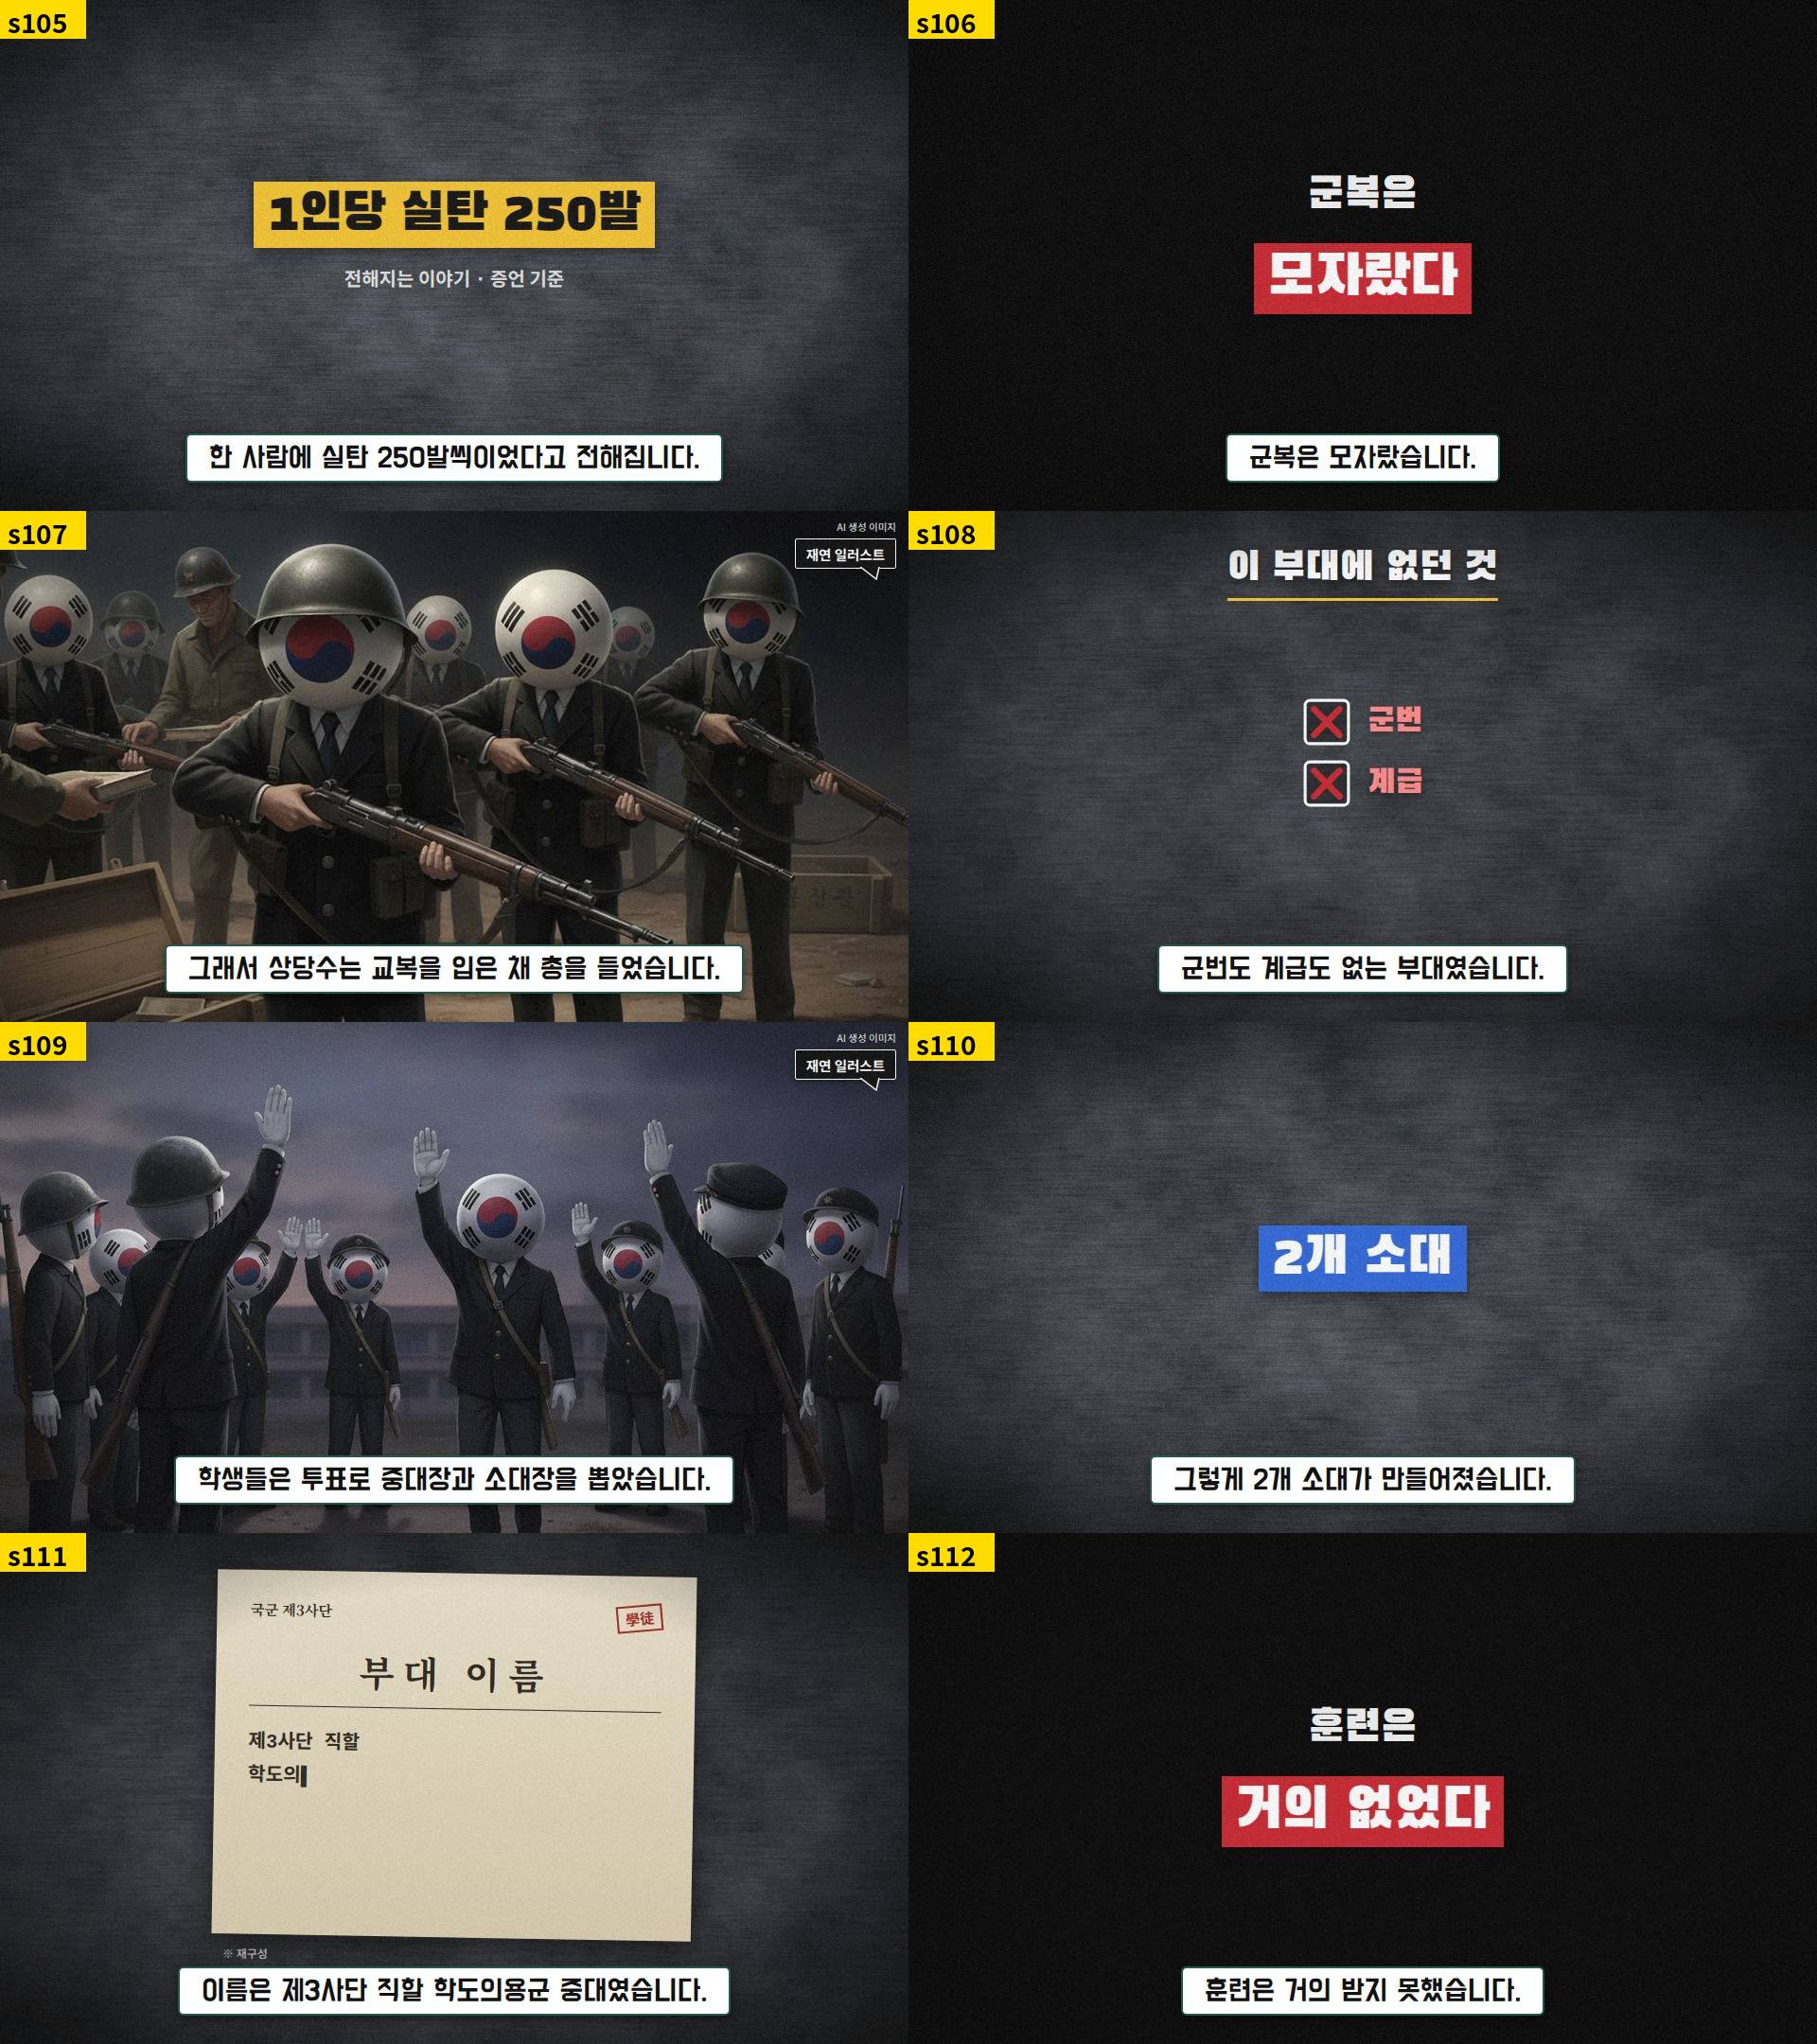 s105
1인당 실탄 250발
전해지는 이야기 · 증언 기준
한 사람에 실탄 250발씩이었다고 전해집니다.
s106
군복은
모자랐다
군복은 모자랐습니다.
s107
AI 생성 이미지
재연 일러스트
그래서 상당수는 교복을 입은 채 총을 들었습니다.
s108
이 부대에 없던 것
군번
계급
군번도 계급도 없는 부대였습니다.
s109
AI 생성 이미지
재연 일러스트
학생들은 투표로 중대장과 소대장을 뽑았습니다.
s110
2개 소대
그렇게 2개 소대가 만들어졌습니다.
s111
국군 제3사단
學徒
부대 이름
제3사단 직할
학도의
※ 재구성
이름은 제3사단 직할 학도의용군 중대였습니다.
s112
훈련은
거의 없었다
훈련은 거의 받지 못했습니다.